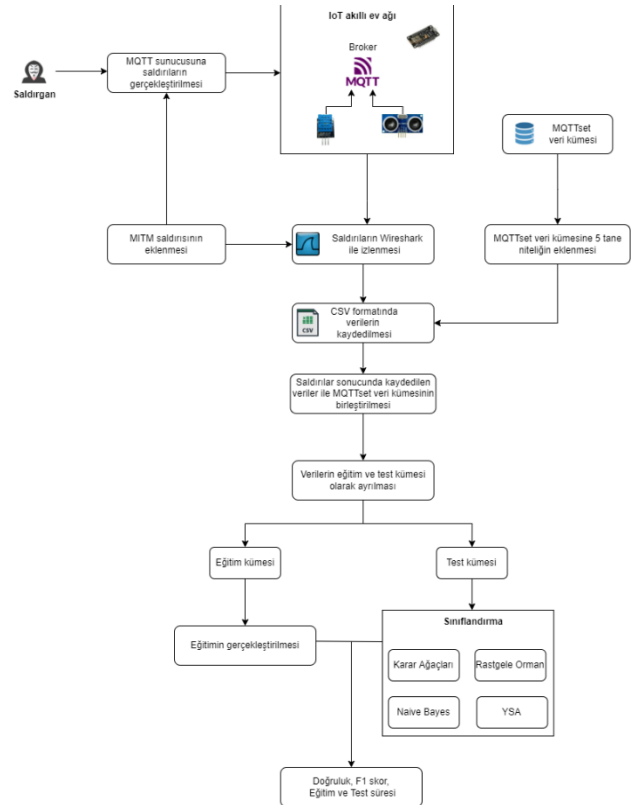 IoT akıllı ev ağı
Broker
MQTT
MQTT sunucusuna
saldırıların
gerçekleştirilmesi
Saldırgan
MQTTset
veri kümesi
MITM saldırısının
eklenmesi
Saldırıların Wireshark
ile izlenmesi
MQTTset veri kümesine 5 tane
niteliğin eklenmesi
CSV
CSV formatında
verilerin
kaydedilmesi
Saldırılar sonucunda kaydedilen
veriler ile MQTTset veri kümesinin
birleştirilmesi
Verilerin eğitim ve test kümesi
olarak ayrılması
Eğitim kümesi
Test kümesi
Eğitimin gerçekleştirilmesi
Sınıflandırma
Karar Ağaçları
Rastgele Orman
Naive Bayes
YSA
Doğruluk, F1 skor,
Eğitim ve Test süresi